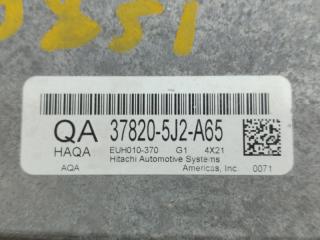 QA 37820-5J2-A65
HAQA EUH010-370 G1 4X21
AQA Hitachi Automotive Systems
Americas, Inc. 0071